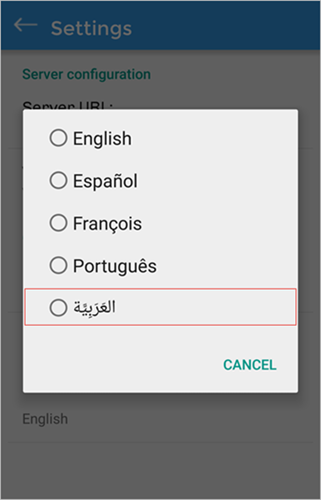 Settings
Server configuration
Server URL:
English
Español
François
Português
العَرَبِيَّة
CANCEL
English